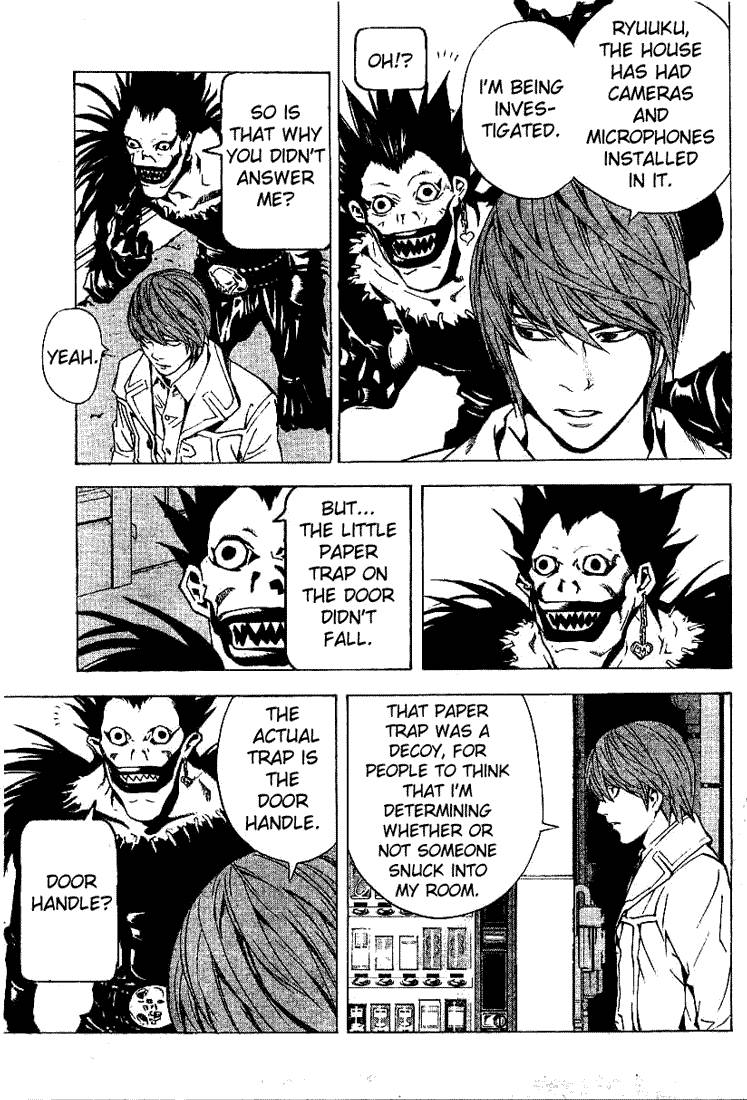 RYUUKU,
THE HOUSE
HAS HAD
CAMERAS
AND
MICROPHONES
INSTALLED
IN IT.
I'M BEING
INVES-
TIGATED.
OH!?
SO IS
THAT WHY
YOU DIDN'T
ANSWER
ME?
YEAH.
BUT...
THE LITTLE
PAPER
TRAP ON
THE DOOR
DIDN'T
FALL.
THAT PAPER
TRAP WAS A
DECOY, FOR
PEOPLE TO THINK
THAT I'M
DETERMINING
WHETHER OR
NOT SOMEONE
SNUCK INTO
MY ROOM.
THE
ACTUAL
TRAP IS
THE
DOOR
HANDLE.
DOOR
HANDLE?